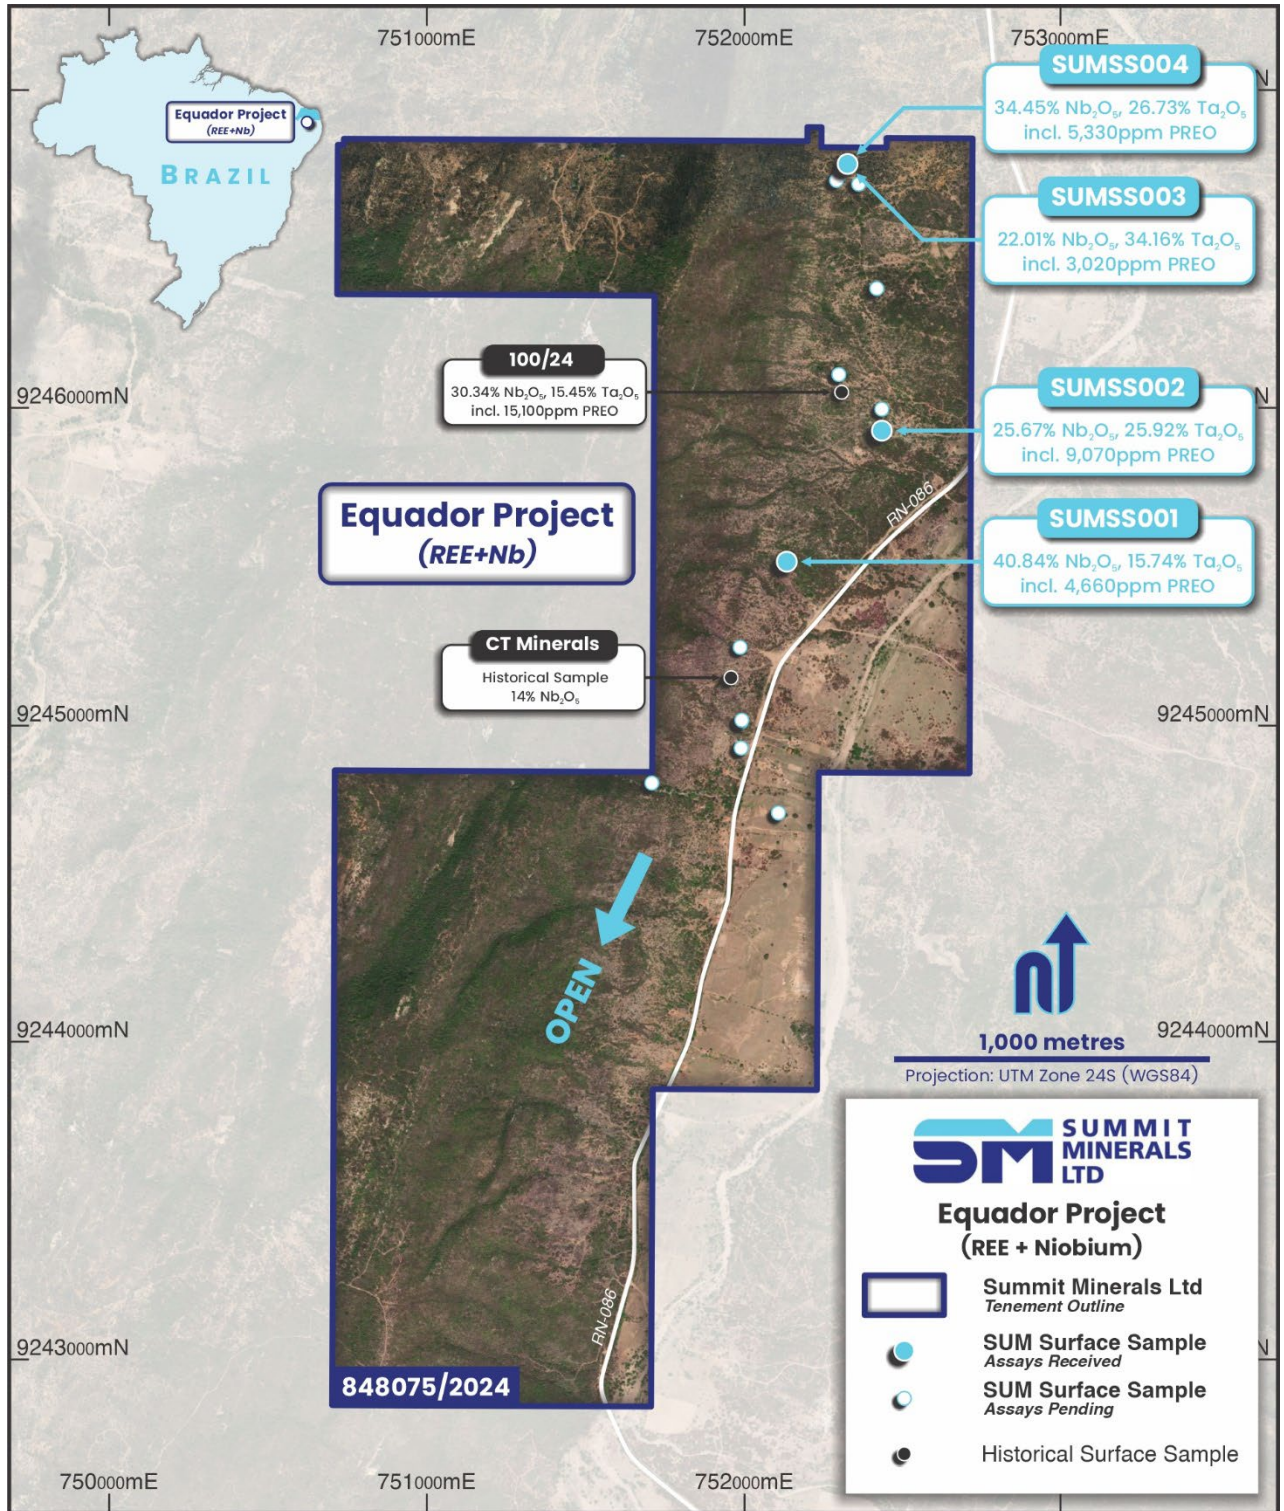 751000mE
752000mE
753000mE
SUMSS004
34.45% Nb₂O₅, 26.73% Ta₂O₅
incl. 5,330ppm PREO
Equador Project
(REE+Nb)
BRAZIL
SUMSS003
22.01% Nb₂O₅, 34.16% Ta₂O₅
incl. 3,020ppm PREO
100/24
30.34% Nb₂O₅, 15.45% Ta₂O₅
incl. 15,100ppm PREO
9246000mN
N
SUMSS002
25.67% Nb₂O₅, 25.92% Ta₂O₅
incl. 9,070ppm PREO
RN-086
Equador Project
(REE+Nb)
SUMSS001
40.84% Nb₂O₅, 15.74% Ta₂O₅
incl. 4,660ppm PREO
CT Minerals
Historical Sample
14% Nb₂O₅
9245000mN
9245000mN
OPEN
n
9244000mN
9244000mN
1,000 metres
Projection: UTM Zone 24S (WGS84)
SM
SUMMIT
MINERALS
LTD
Equador Project
(REE + Niobium)
Summit Minerals Ltd
Tenement Outline
RN-086
9243000mN
N
SUM Surface Sample
Assays Received
848075/2024
SUM Surface Sample
Assays Pending
Historical Surface Sample
750000mE
751000mE
752000mE